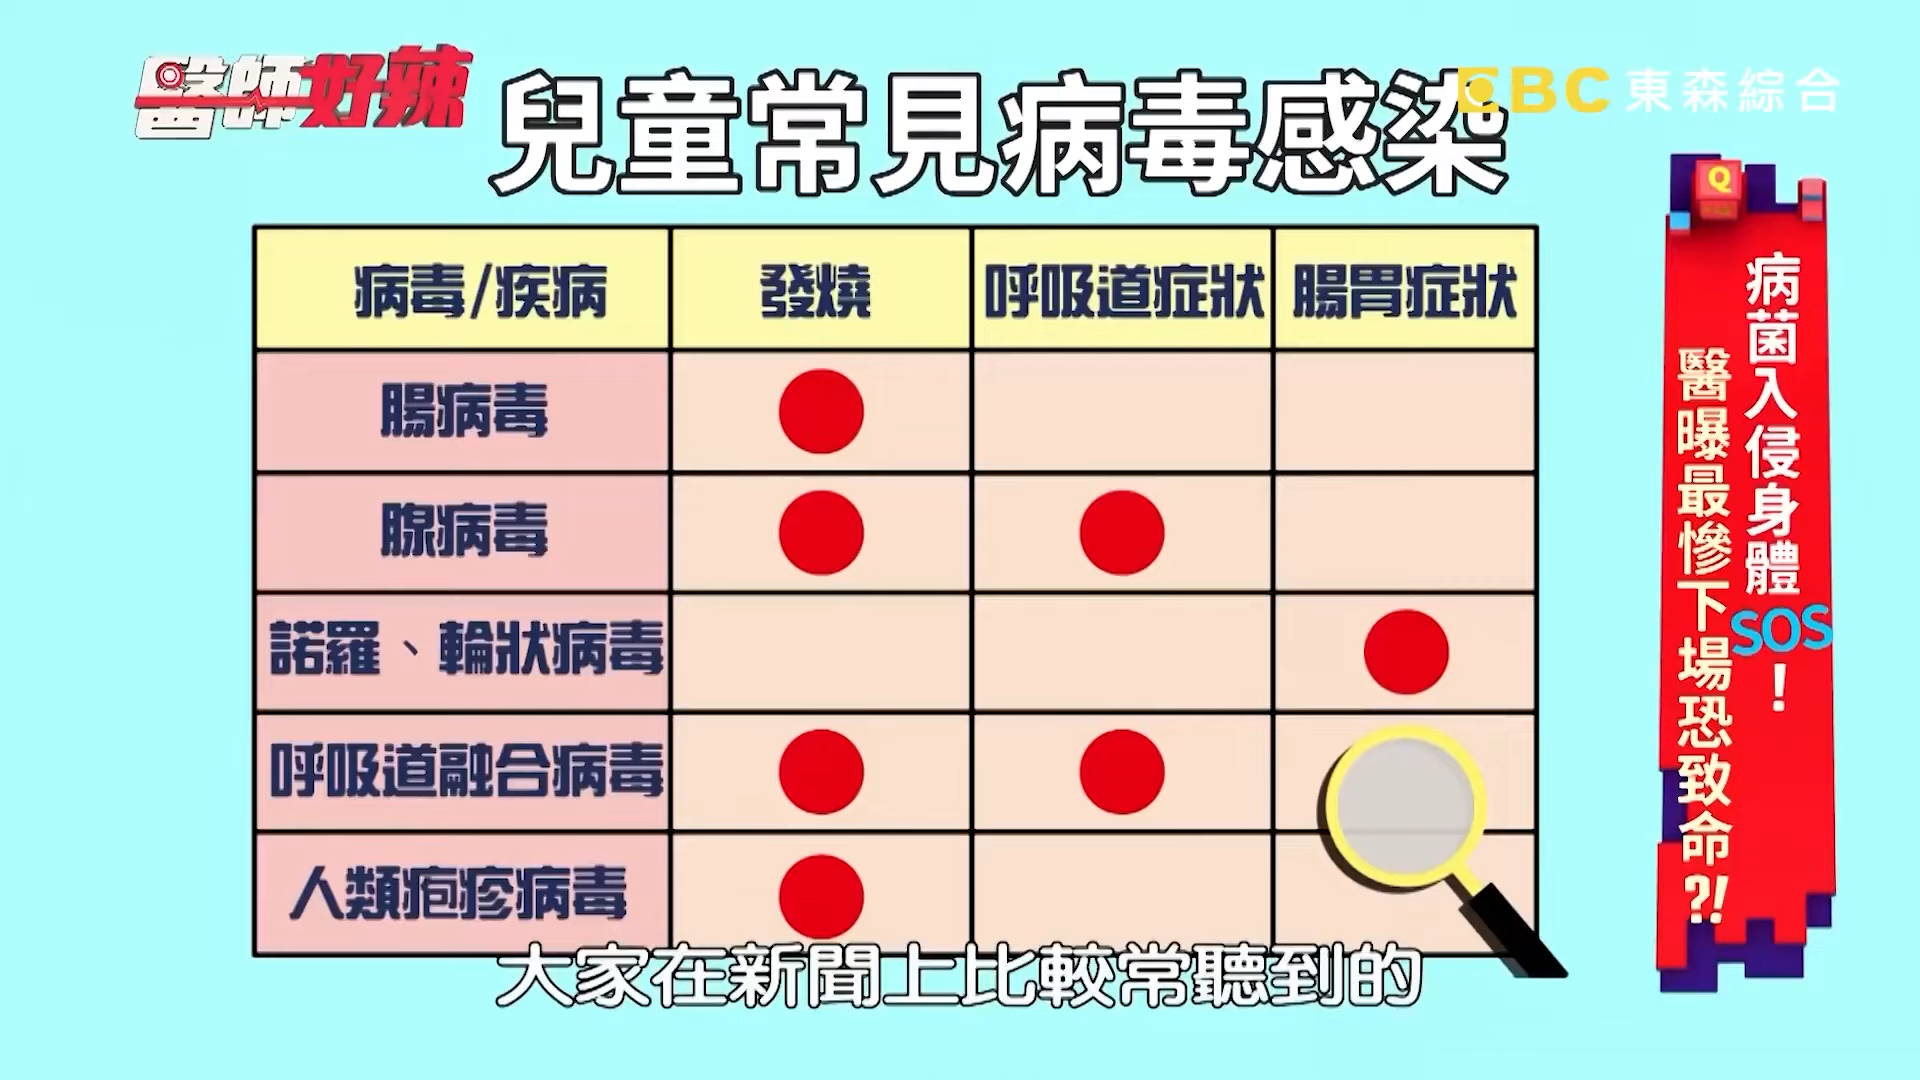 醫師好辣
兒童常見病毒感染
EBC 東森綜合
病毒/疾病 發燒 呼吸道症狀 腸胃症狀
腸病毒
腺病毒
諾羅、輪狀病毒
呼吸道融合病毒
人類疱疹病毒
大家在新聞上比較常聽到的
Q
病菌入侵身體SOS!
醫曝最慘下場恐致命?!